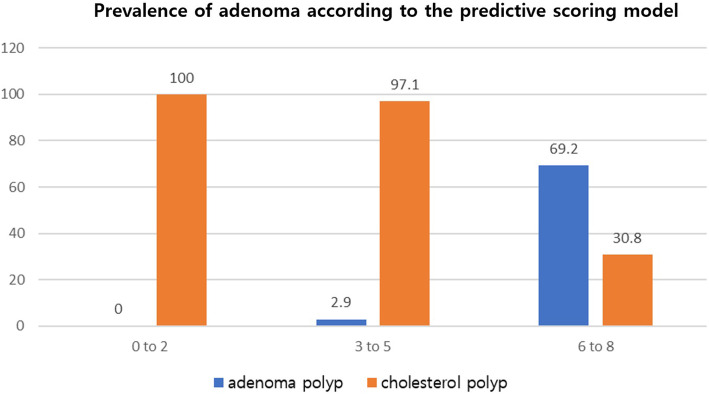 Prevalence of adenoma according to the predictive scoring model
120
100
80
60
40
20
0
0
100
2.9
97.1
69.2
30.8
0 to 2
3 to 5
6 to 8
adenoma polyp
cholesterol polyp